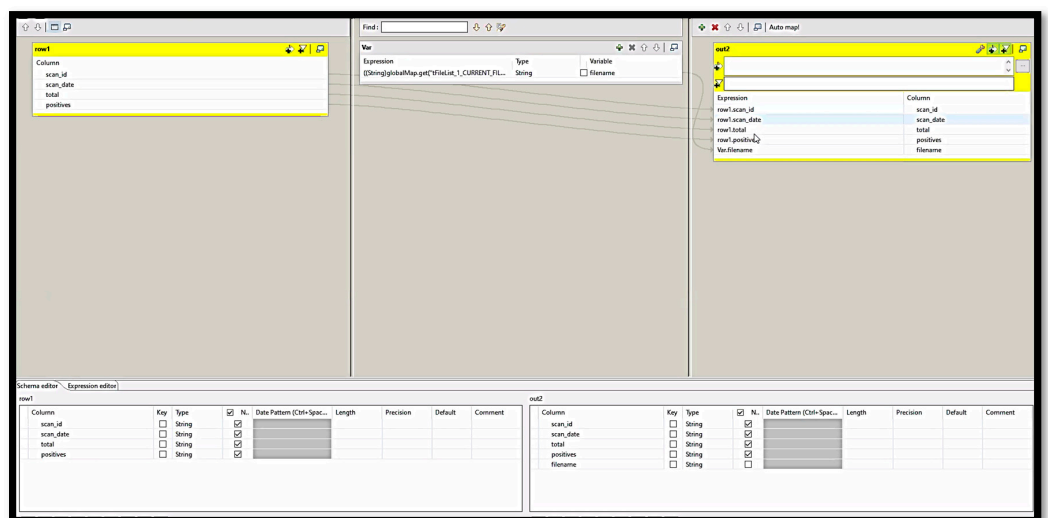 Find:
Auto map!
row1
Column
scan_id
scan_date
total
positives
Var
Expression Type Variable
((String)globalMap.get("tFileList_1_CURRENT_FIL... String filename
out2
...
Expression Column
row1.scan_id scan_id
row1.scan_date scan_date
row1.total total
row1.positives positives
Var.filename filename
Schema editor Expression editor
row1
Column Key Type N.. Date Pattern (Ctrl+Spac... Length Precision Default Comment
scan_id String
scan_date String
total String
positives String
out2
Column Key Type N.. Date Pattern (Ctrl+Spac... Length Precision Default Comment
scan_id String
scan_date String
total String
positives String
filename String